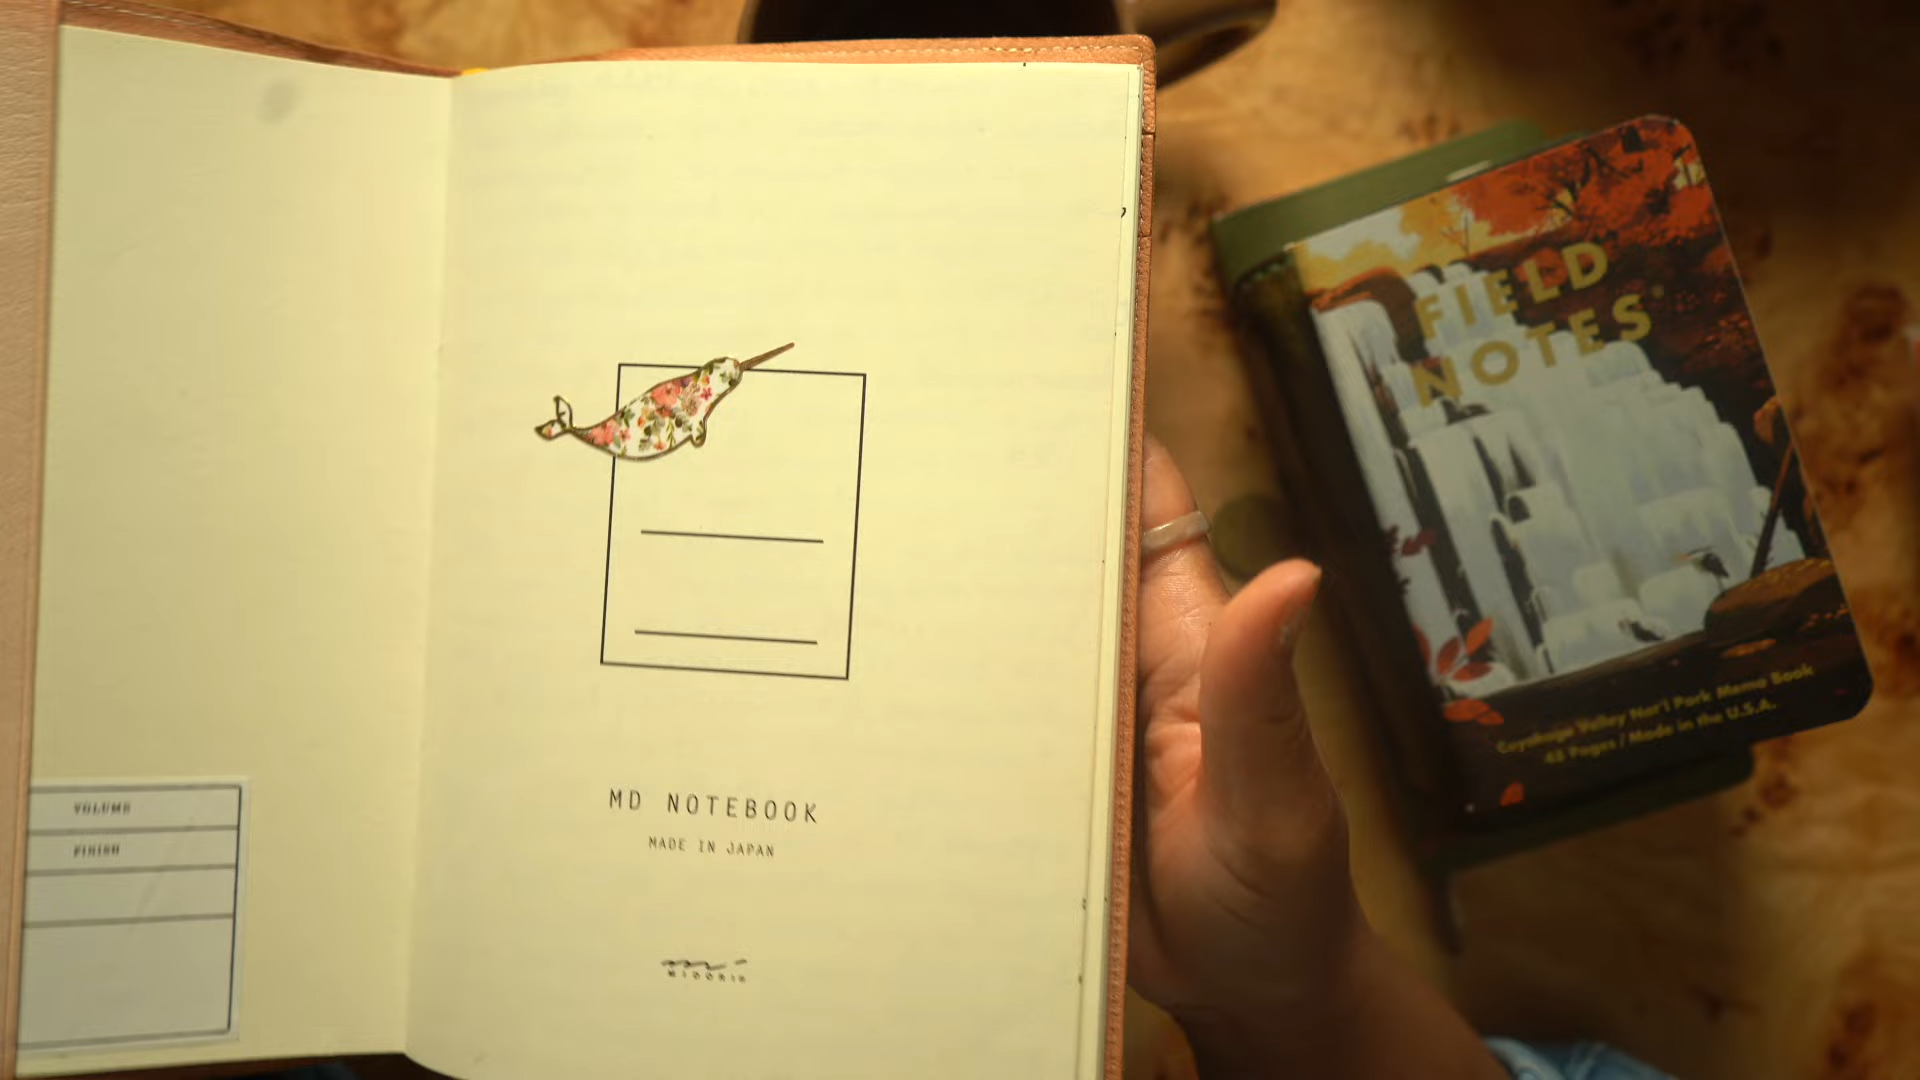 VOLUME
FINISH
MD NOTEBOOK
MADE IN JAPAN
MIDORI
FIELD
NOTES
Cuyahoga Valley Nat'l Park Memo Book
48 Pages / Made in the U.S.A.